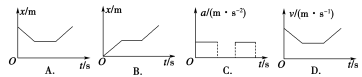 x/m
x/m
a/(m·s⁻²)
v/(m·s⁻¹)
O t/s
O t/s
O t/s
O t/s
A. B. C. D.